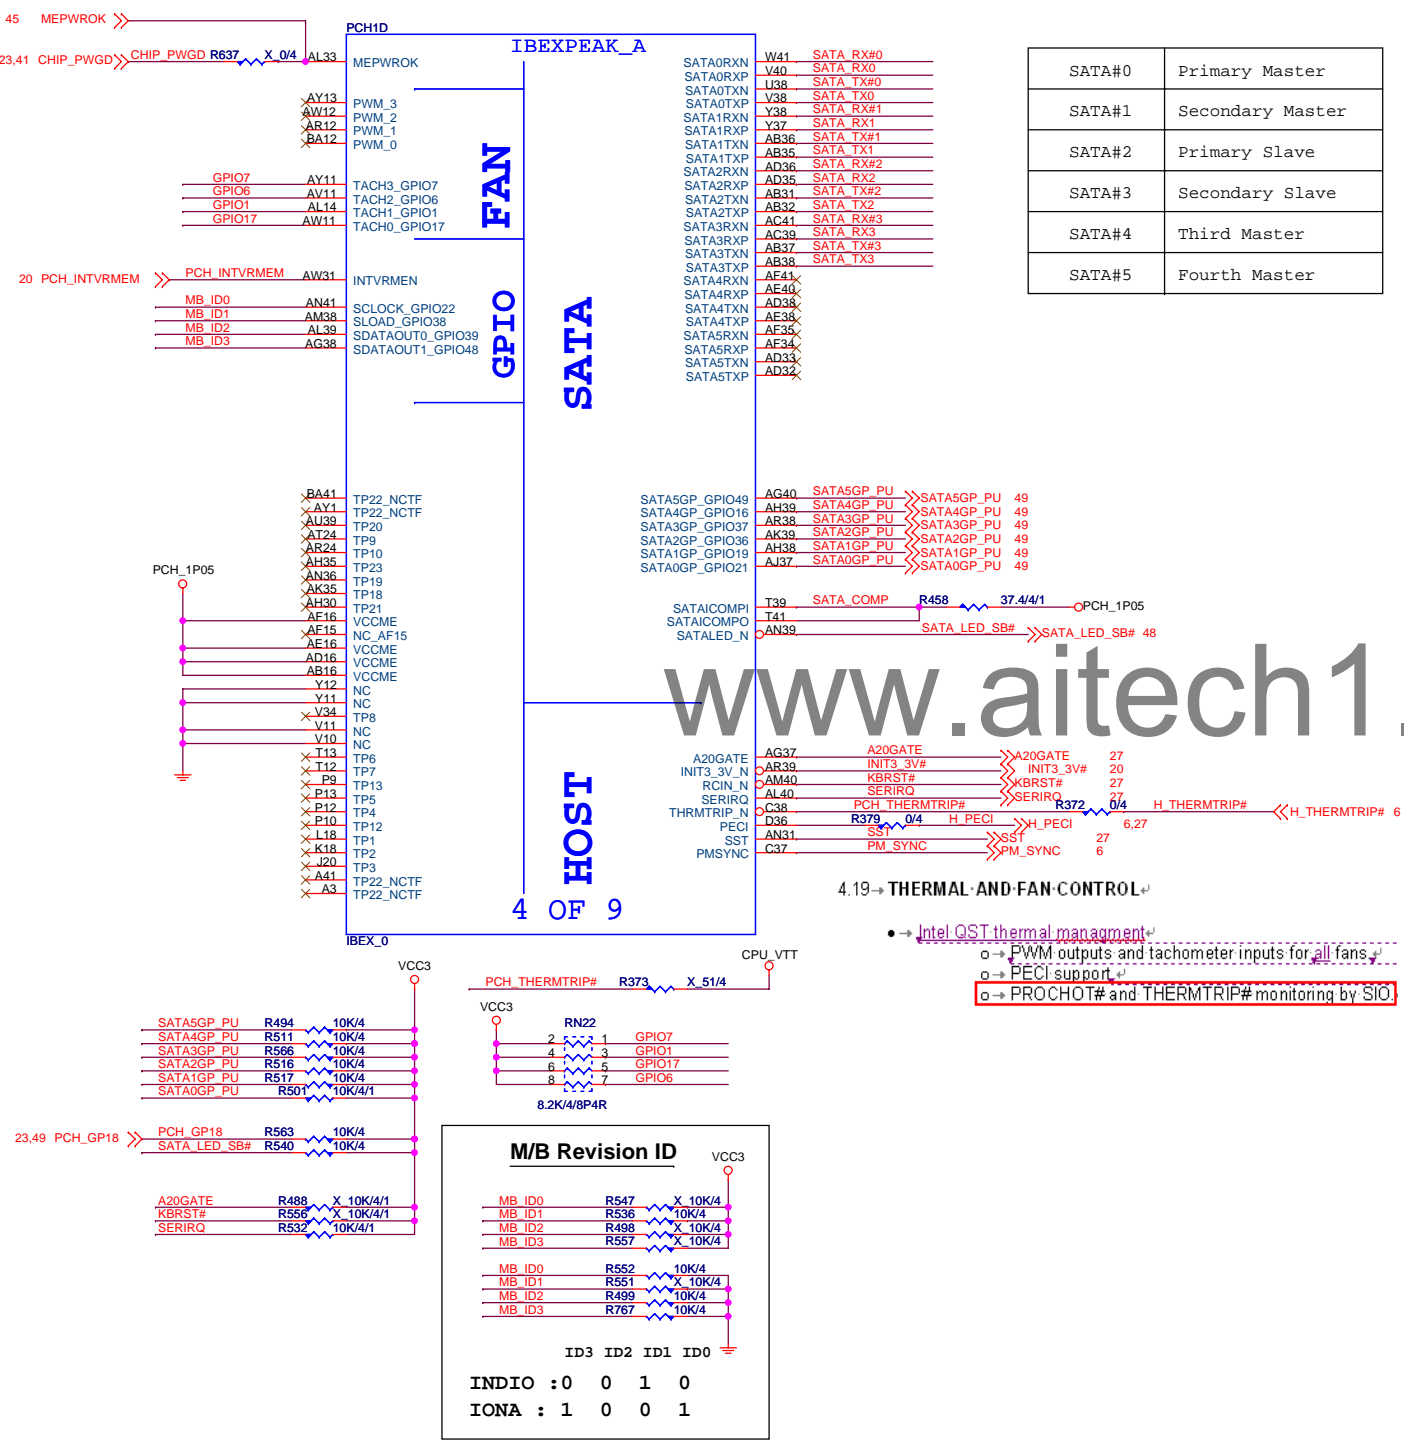 45 MEPWROK
23,41 CHIP_PWGD CHIP_PWGD R637 X_0/4 AL33 MEPWROK
PCH1D
IBEXPEAK_A
AY13 PWM_3
AW12 PWM_2
AR12 PWM_1
BA12 PWM_0
GPIO7 AY11 TACH3_GPIO7
GPIO6 AV11 TACH2_GPIO6
GPIO1 AL14 TACH1_GPIO1
GPIO17 AW11 TACH0_GPIO17
20 PCH_INTVRMEM PCH_INTVRMEM AW31 INTVRMEN
MB_ID0 AN41 SCLOCK_GPIO22
MB_ID1 AM38 SLOAD_GPIO38
MB_ID2 AL39 SDATAOUT0_GPIO39
MB_ID3 AG38 SDATAOUT1_GPIO48
FAN
GPIO
SATA
HOST
SATA0RXN W41 SATA_RX#0
SATA0RXP V40 SATA_RX0
SATA0TXN U38 SATA_TX#0
SATA0TXP V38 SATA_TX0
SATA1RXN Y38 SATA_RX#1
SATA1RXP Y37 SATA_RX1
SATA1TXN AB36 SATA_TX#1
SATA1TXP AB35 SATA_TX1
SATA2RXN AD36 SATA_RX#2
SATA2RXP AD35 SATA_RX2
SATA2TXN AB31 SATA_TX#2
SATA2TXP AB32 SATA_TX2
SATA3RXN AC41 SATA_RX#3
SATA3RXP AC39 SATA_RX3
SATA3TXN AB37 SATA_TX#3
SATA3TXP AB38 SATA_TX3
SATA4RXN AF41
SATA4RXP AE40
SATA4TXN AD38
SATA4TXP AE38
SATA5RXN AF35
SATA5RXP AF34
SATA5TXN AD33
SATA5TXP AD32
SATA#0 Primary Master
SATA#1 Secondary Master
SATA#2 Primary Slave
SATA#3 Secondary Slave
SATA#4 Third Master
SATA#5 Fourth Master
BA41 TP22_NCTF
AY1 TP22_NCTF
AU39 TP20
AT24 TP9
AR24 TP10
AH35 TP23
AN36 TP19
AK35 TP18
AH30 TP21
PCH_1P05
AF16 VCCME
AF15 NC_AF15
AE16 VCCME
AD16 VCCME
AB16 VCCME
Y12 NC
Y11 NC
V34 TP8
V11 NC
V10 NC
T13 TP6
T12 TP7
P9 TP13
P13 TP5
P12 TP4
P10 TP12
L18 TP1
K18 TP2
J20 TP3
A41 TP22_NCTF
A3 TP22_NCTF
SATA5GP_GPIO49 AG40 SATA5GP_PU SATA5GP_PU 49
SATA4GP_GPIO16 AH39 SATA4GP_PU SATA4GP_PU 49
SATA3GP_GPIO37 AR38 SATA3GP_PU SATA3GP_PU 49
SATA2GP_GPIO36 AK39 SATA2GP_PU SATA2GP_PU 49
SATA1GP_GPIO19 AH38 SATA1GP_PU SATA1GP_PU 49
SATA0GP_GPIO21 AJ37 SATA0GP_PU SATA0GP_PU 49
SATAICOMPI T39 SATA_COMP R458 37.4/4/1 PCH_1P05
SATAICOMPO T41
SATALED_N AN39 SATA_LED_SB# SATA_LED_SB# 48
www.aitech1.
A20GATE AG37 A20GATE A20GATE 27
INIT3_3V_N AR39 INIT3_3V# INIT3_3V# 20
RCIN_N AM40 KBRST# KBRST# 27
SERIRQ AL40 SERIRQ SERIRQ 27
THRMTRIP_N C38 PCH_THERMTRIP# R372 0/4 H_THERMTRIP# H_THERMTRIP# 6
PECI D36 R379 0/4 H_PECI H_PECI 6,27
SST AN31 SST SST 27
PMSYNC C37 PM_SYNC PM_SYNC 6
4 OF 9
IBEX_0
4.19→THERMAL·AND·FAN·CONTROL↵
●→Intel·QST·thermal·managment↵
o→PWM·outputs·and·tachometer·inputs·for·all·fans↵
o→PECI·support↵
o→PROCHOT#·and·THERMTRIP#·monitoring·by·SIO.
VCC3
SATA5GP_PU R494 10K/4
SATA4GP_PU R511 10K/4
SATA3GP_PU R566 10K/4
SATA2GP_PU R516 10K/4
SATA1GP_PU R517 10K/4
SATA0GP_PU R501 10K/4/1
23,49 PCH_GP18 PCH_GP18 R563 10K/4
SATA_LED_SB# R540 10K/4
A20GATE R488 X_10K/4/1
KBRST# R556 X_10K/4/1
SERIRQ R532 10K/4/1
CPU_VTT
PCH_THERMTRIP# R373 X_51/4
VCC3
RN22
2 1 GPIO7
4 3 GPIO1
6 5 GPIO17
8 7 GPIO6
8.2K/4/8P4R
M/B Revision ID
VCC3
MB_ID0 R547 X_10K/4
MB_ID1 R536 10K/4
MB_ID2 R498 X_10K/4
MB_ID3 R557 X_10K/4
MB_ID0 R552 10K/4
MB_ID1 R551 X_10K/4
MB_ID2 R499 10K/4
MB_ID3 R767 10K/4
ID3 ID2 ID1 ID0
INDIO :0 0 1 0
IONA : 1 0 0 1